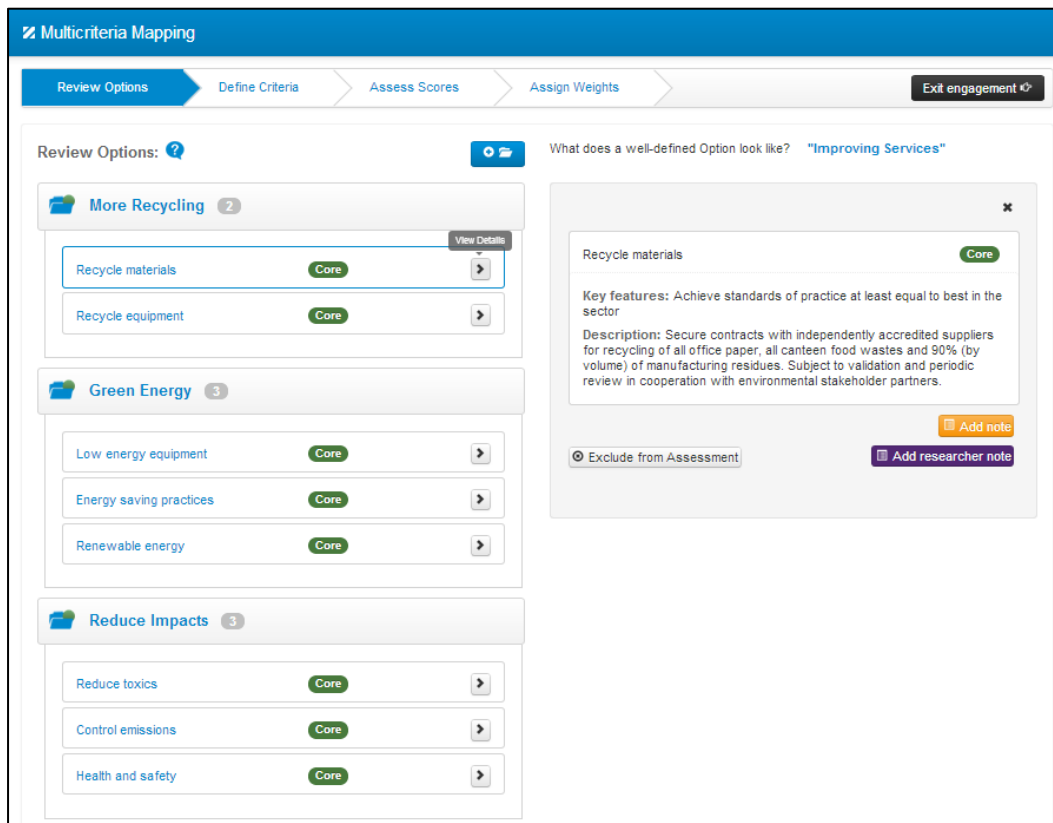 Multicriteria Mapping
Review Options
Define Criteria
Assess Scores
Assign Weights
Exit engagement
Review Options:
More Recycling 2
View Details
Recycle materials Core
Recycle equipment Core
Green Energy 3
Low energy equipment Core
Energy saving practices Core
Renewable energy Core
Reduce Impacts 3
Reduce toxics Core
Control emissions Core
Health and safety Core
What does a well-defined Option look like? "Improving Services"
Recycle materials Core
Key features: Achieve standards of practice at least equal to best in the
sector
Description: Secure contracts with independently accredited suppliers
for recycling of all office paper, all canteen food wastes and 90% (by
volume) of manufacturing residues. Subject to validation and periodic
review in cooperation with environmental stakeholder partners.
Add note
Exclude from Assessment
Add researcher note